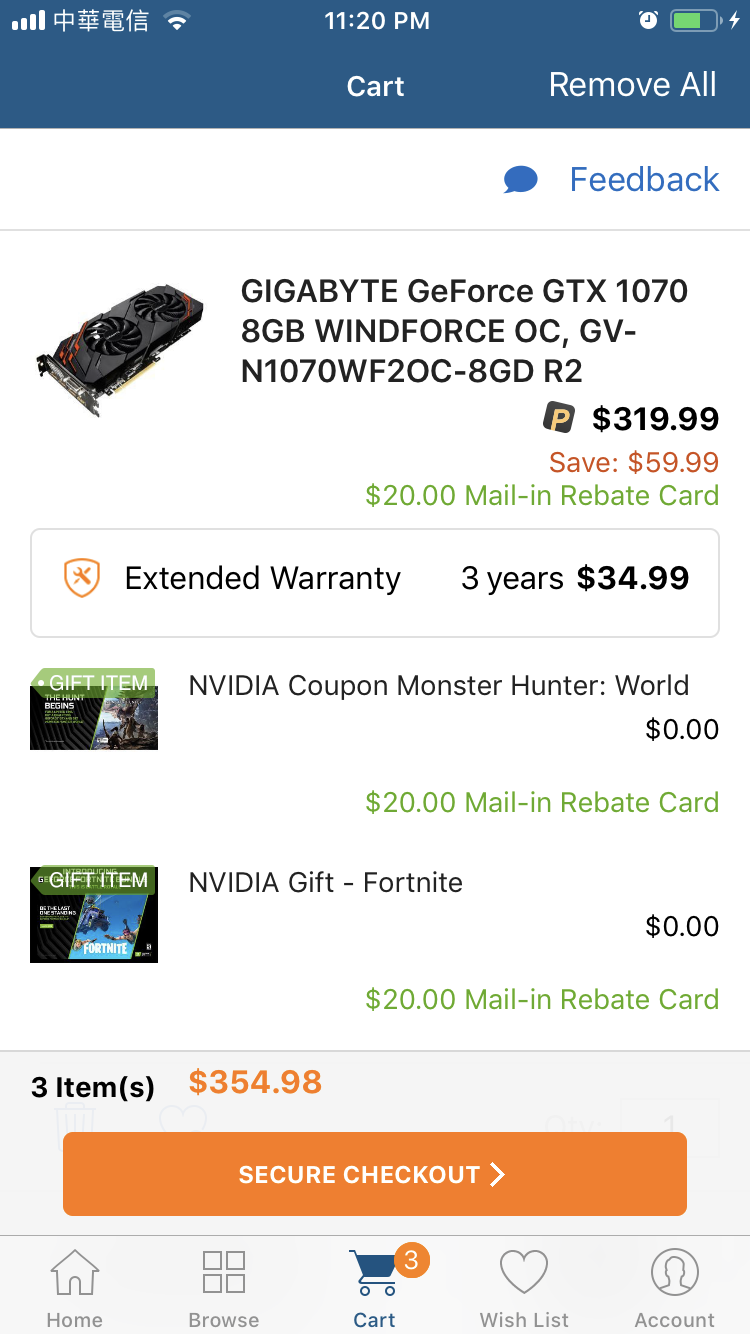 中華電信
11:20 PM
Cart
Remove All
Feedback
GIGABYTE GeForce GTX 1070
8GB WINDFORCE OC, GV-
N1070WF2OC-8GD R2
P $319.99
Save: $59.99
$20.00 Mail-in Rebate Card
Extended Warranty 3 years $34.99
GIFT ITEM
THE HUNT
BEGINS
NVIDIA Coupon Monster Hunter: World
$0.00
$20.00 Mail-in Rebate Card
GIFT ITEM
BE THE LAST
ONE STANDING
FORTNITE
NVIDIA Gift - Fortnite
$0.00
$20.00 Mail-in Rebate Card
3 Item(s) $354.98
Qty: 1
SECURE CHECKOUT
3
Home
Browse
Cart
Wish List
Account